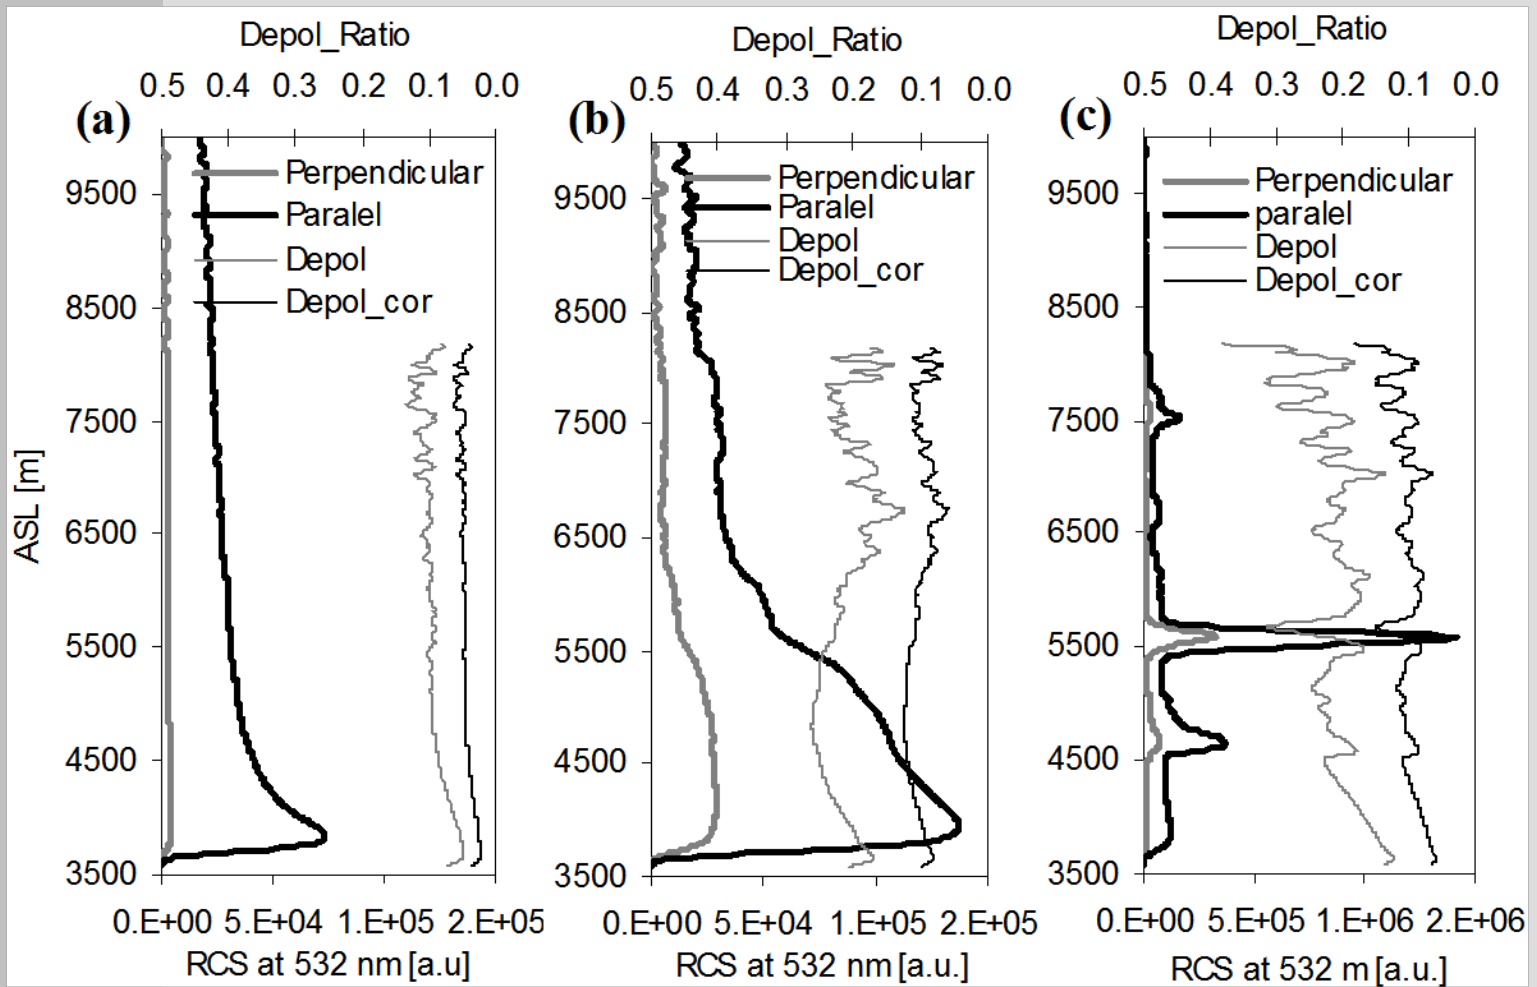 Depol_Ratio
0.5 0.4 0.3 0.2 0.1 0.0
(a)
Perpendicular
Paralel
Depol
Depol_cor
9500
8500
7500
6500
5500
4500
3500
ASL [m]
0.E+00 5.E+04 1.E+05 2.E+05
RCS at 532 nm [a.u]
Depol_Ratio
0.5 0.4 0.3 0.2 0.1 0.0
(b)
Perpendicular
Paralel
Depol
Depol_cor
9500
8500
7500
6500
5500
4500
3500
0.E+00 5.E+04 1.E+05 2.E+05
RCS at 532 nm [a.u.]
Depol_Ratio
0.5 0.4 0.3 0.2 0.1 0.0
(c)
Perpendicular
paralel
Depol
Depol_cor
9500
8500
7500
6500
5500
4500
3500
0.E+00 5.E+05 1.E+06 2.E+06
RCS at 532 m [a.u.]